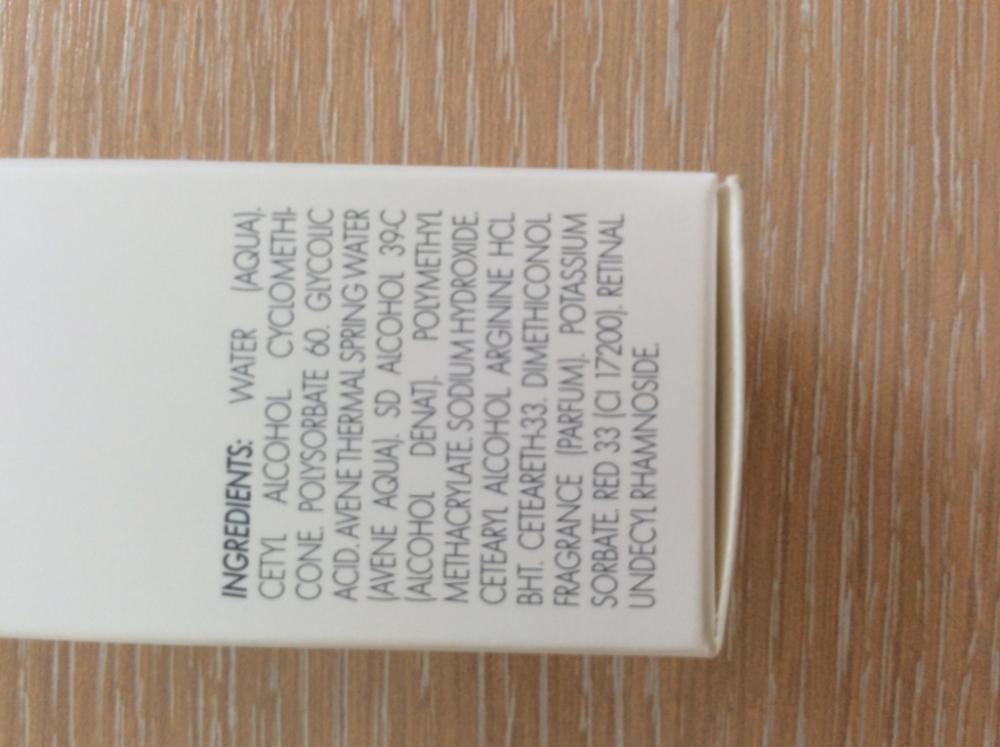 INGREDIENTS: WATER (AQUA).
CETYL ALCOHOL CYCLOMETHI-
CONE. POLYSORBATE 60. GLYCOLIC
ACID. AVENE THERMAL SPRING WATER
(AVENE AQUA). SD ALCOHOL 39-C
(ALCOHOL DENAT). POLYMETHYL
METHACRYLATE. SODIUM HYDROXIDE.
CETEARYL ALCOHOL. ARGININE HCL.
BHT. CETEARETH-33. DIMETHICONOL
FRAGRANCE (PARFUM). POTASSIUM
SORBATE. RED 33 (CI 17200). RETINAL
UNDECYL RHAMNOSIDE.